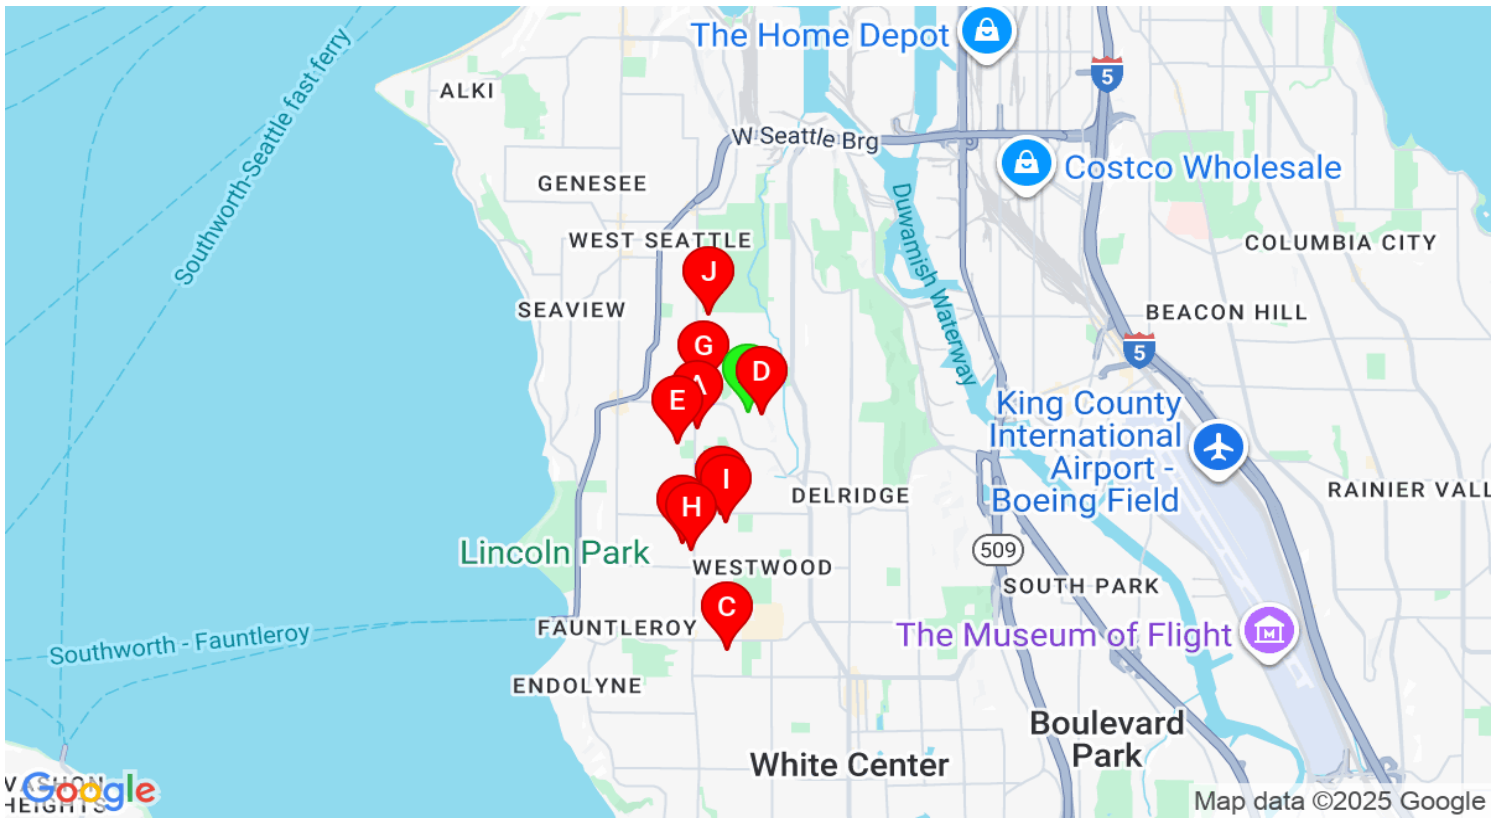 The Home Depot
5
ALKI
Southworth-Seattle fast ferry
W Seattle Brg
Costco Wholesale
GENESEE
Duwamish Waterway
WEST SEATTLE
COLUMBIA CITY
J
SEAVIEW
BEACON HILL
G
5
D
A
E
King County
International
Airport -
Boeing Field
I
DELRIDGE
RAINIER VALL
H
Lincoln Park
509
WESTWOOD
SOUTH PARK
C
FAUNTLEROY
The Museum of Flight
Southworth - Fauntleroy
ENDOLYNE
Boulevard
Park
White Center
VASHON
HEIGHTS
Google
Map data ©2025 Google